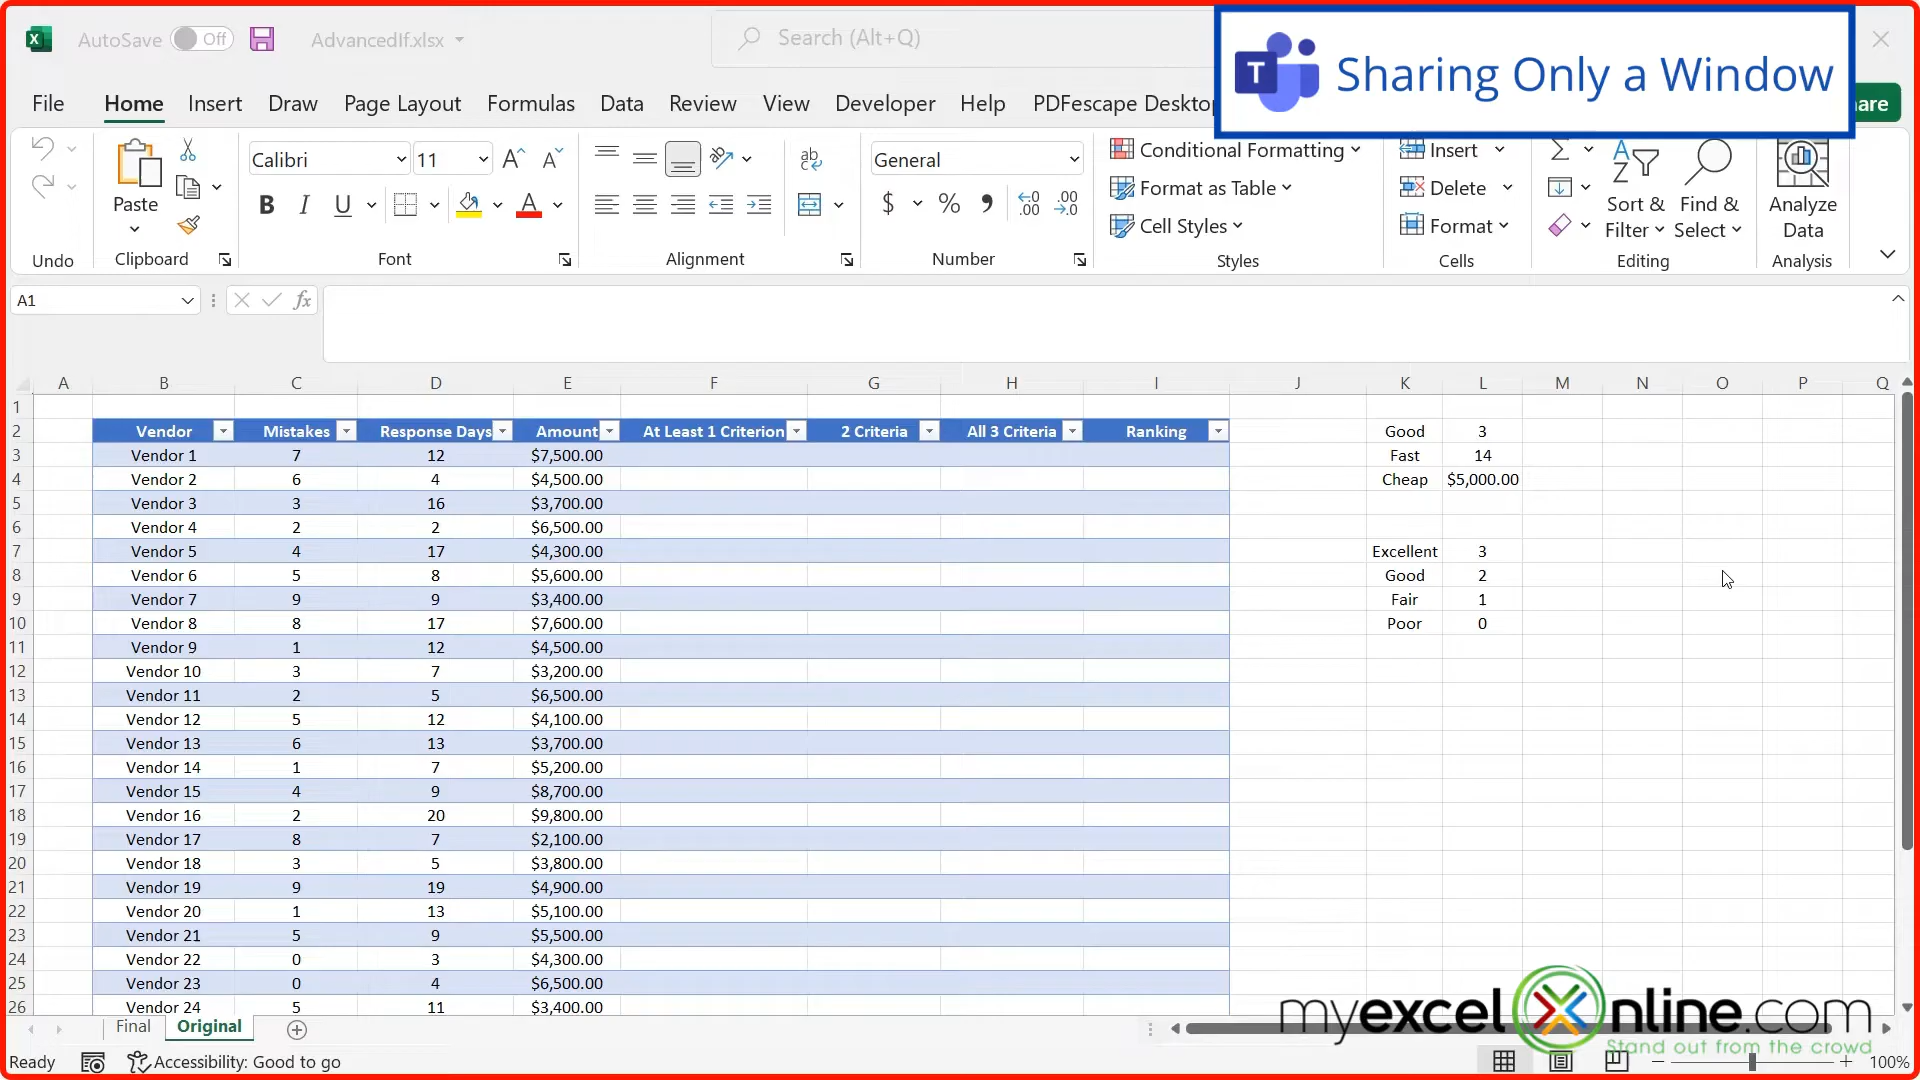 AutoSave Off AdvancedIf.xlsx Search (Alt+Q)
T Sharing Only a Window
File Home Insert Draw Page Layout Formulas Data Review View Developer Help PDFescape Desktop are
Calibri 11 General Conditional Formatting Insert
Paste Format as Table Delete Sort & Filter Find & Select Analyze Data
Cell Styles Format
Undo Clipboard Font Alignment Number Styles Cells Editing Analysis
A1 fx
A B C D E F G H I J K L M N O P Q
1
2 Vendor Mistakes Response Days Amount At Least 1 Criterion 2 Criteria All 3 Criteria Ranking Good 3
3 Vendor 1 7 12 $7,500.00 Fast 14
4 Vendor 2 6 4 $4,500.00 Cheap $5,000.00
5 Vendor 3 3 16 $3,700.00
6 Vendor 4 2 2 $6,500.00
7 Vendor 5 4 17 $4,300.00 Excellent 3
8 Vendor 6 5 8 $5,600.00 Good 2
9 Vendor 7 9 9 $3,400.00 Fair 1
10 Vendor 8 8 17 $7,600.00 Poor 0
11 Vendor 9 1 12 $4,500.00
12 Vendor 10 3 7 $3,200.00
13 Vendor 11 2 5 $6,500.00
14 Vendor 12 5 12 $4,100.00
15 Vendor 13 6 13 $3,700.00
16 Vendor 14 1 7 $5,200.00
17 Vendor 15 4 9 $8,700.00
18 Vendor 16 2 20 $9,800.00
19 Vendor 17 8 7 $2,100.00
20 Vendor 18 3 5 $3,800.00
21 Vendor 19 9 19 $4,900.00
22 Vendor 20 1 13 $5,100.00
23 Vendor 21 5 9 $5,500.00
24 Vendor 22 0 3 $4,300.00
25 Vendor 23 0 4 $6,500.00
26 Vendor 24 5 11 $3,400.00
Final Original
myexcelonline.com
Stand out from the crowd
Ready Accessibility: Good to go 100%